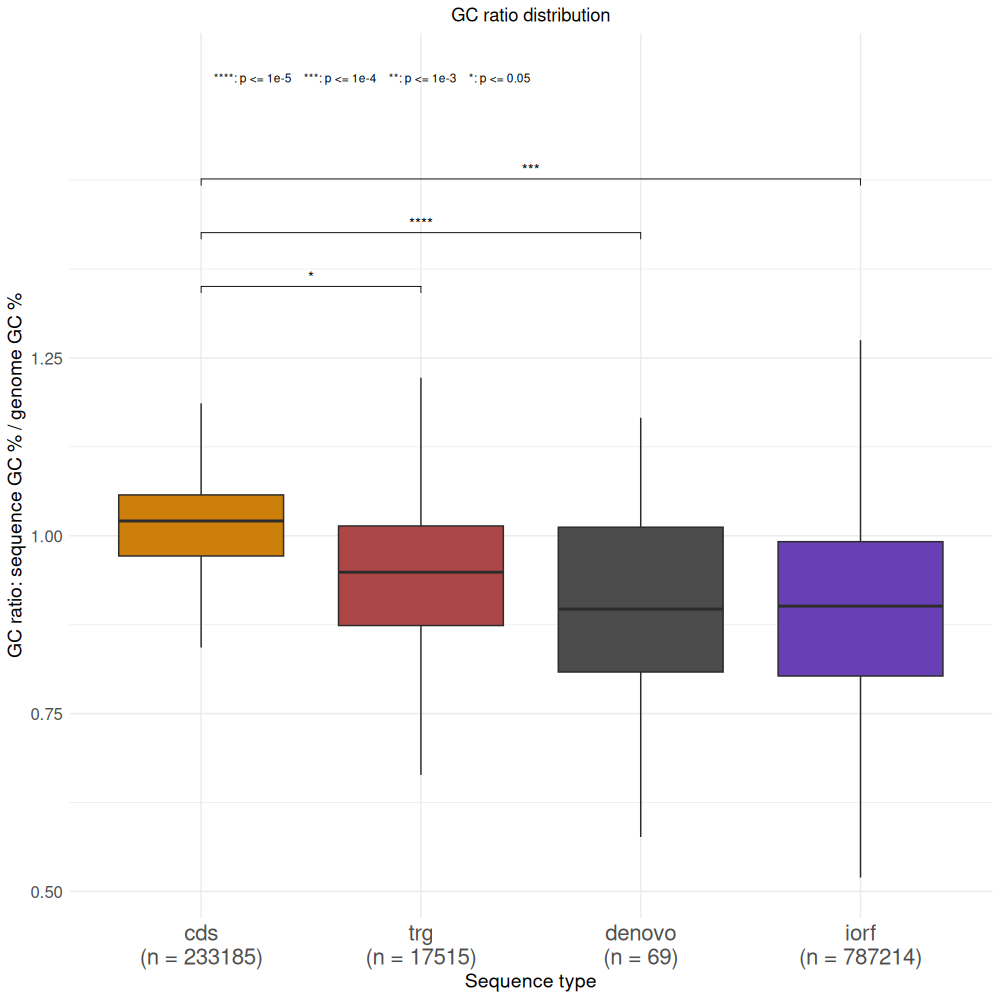 GC ratio distribution
****: p <= 1e-5 ***: p <= 1e-4 **: p <= 1e-3 *: p <= 0.05
***
****
*
GC ratio: sequence GC % / genome GC %
1.25
1.00
0.75
0.50
cds trg denovo iorf
(n = 233185) (n = 17515) (n = 69) (n = 787214)
Sequence type